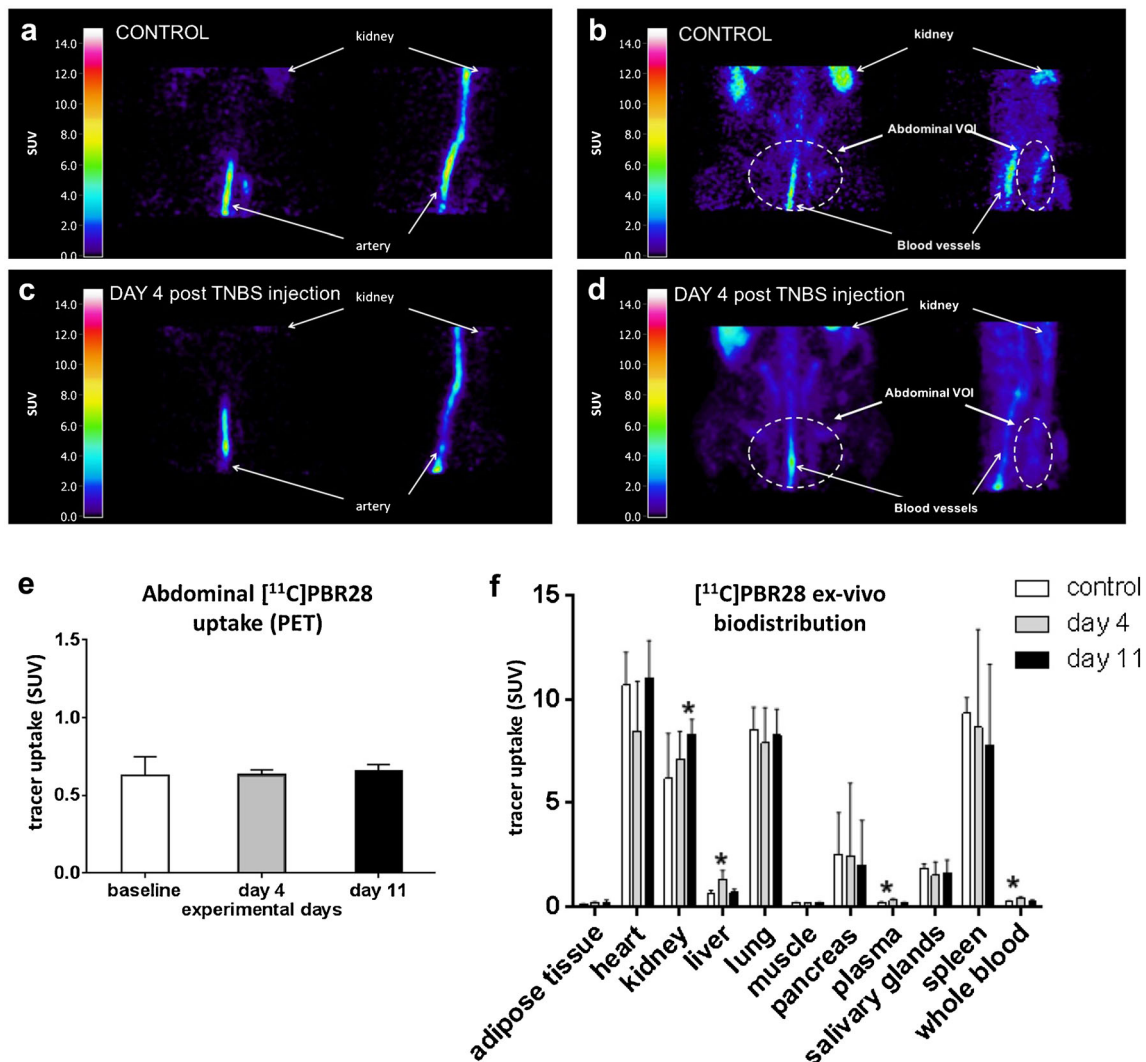 a
CONTROL
kidney
14.0
12.0
10.0
8.0
6.0
4.0
2.0
0.0
SUV
artery
b
CONTROL
kidney
14.0
12.0
10.0
8.0
6.0
4.0
2.0
0.0
SUV
Abdominal VOI
Blood vessels
c
DAY 4 post TNBS injection
kidney
14.0
12.0
10.0
8.0
6.0
4.0
2.0
0.0
SUV
artery
d
DAY 4 post TNBS injection
kidney
14.0
12.0
10.0
8.0
6.0
4.0
2.0
0.0
SUV
Abdominal VOI
Blood vessels
e
Abdominal [¹¹C]PBR28
uptake (PET)
tracer uptake (SUV)
1.5
1.0
0.5
0.0
baseline day 4 day 11
experimental days
f
[¹¹C]PBR28 ex-vivo
biodistribution
control
day 4
day 11
tracer uptake (SUV)
15
10
5
0
* * * *
adipose tissue
heart
kidney
liver
lung
muscle
pancreas
plasma
salivary glands
spleen
whole blood